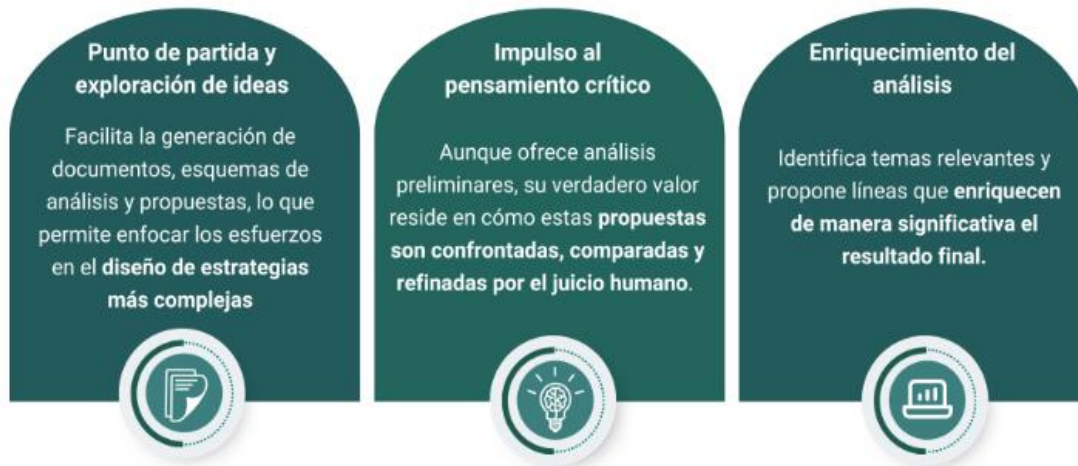 Punto de partida y
exploración de ideas
Facilita la generación de
documentos, esquemas de
análisis y propuestas, lo que
permite enfocar los esfuerzos
en el diseño de estrategias
más complejas
Impulso al
pensamiento crítico
Aunque ofrece análisis
preliminares, su verdadero valor
reside en cómo estas propuestas
son confrontadas, comparadas y
refinadas por el juicio humano.
Enriquecimiento del
análisis
Identifica temas relevantes y
propone líneas que enriquecen
de manera significativa el
resultado final.